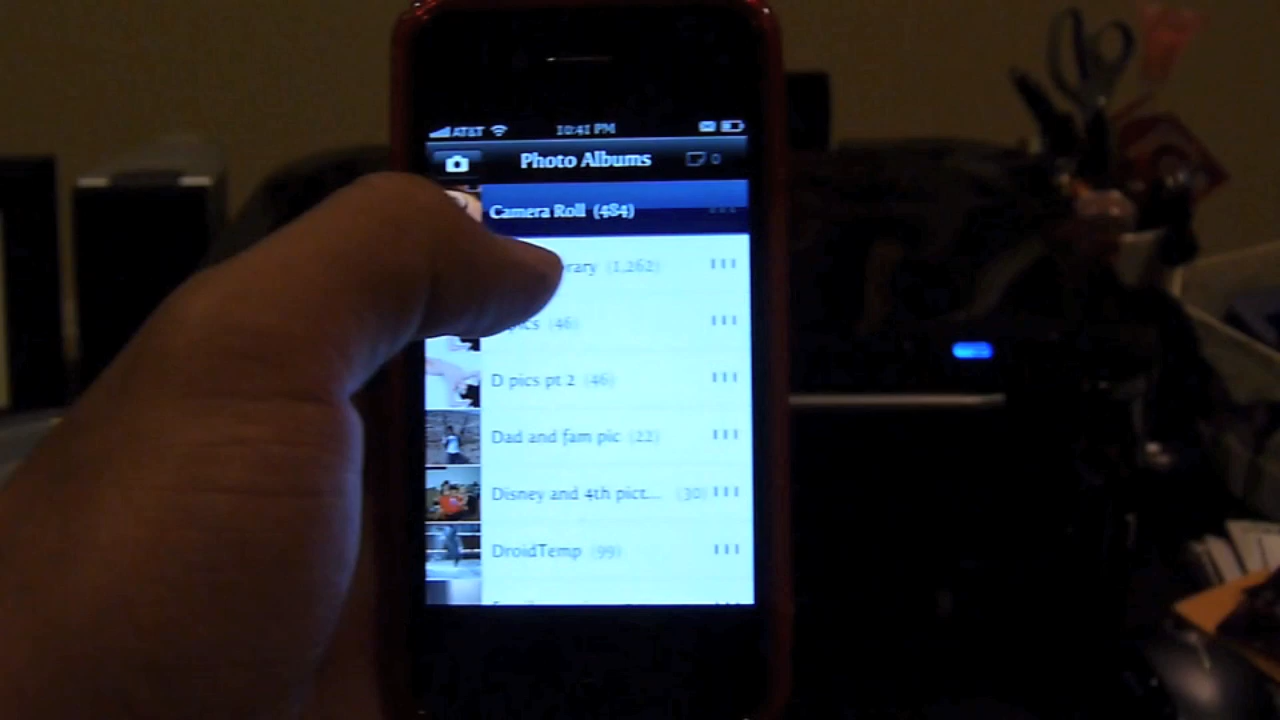 AT&T 10:41 PM
Photo Albums 0
Camera Roll (484)
(1,262)
pics (46)
D pics pt 2 (46)
Dad and fam pic (22)
Disney and 4th pict... (30)
DroidTemp (99)